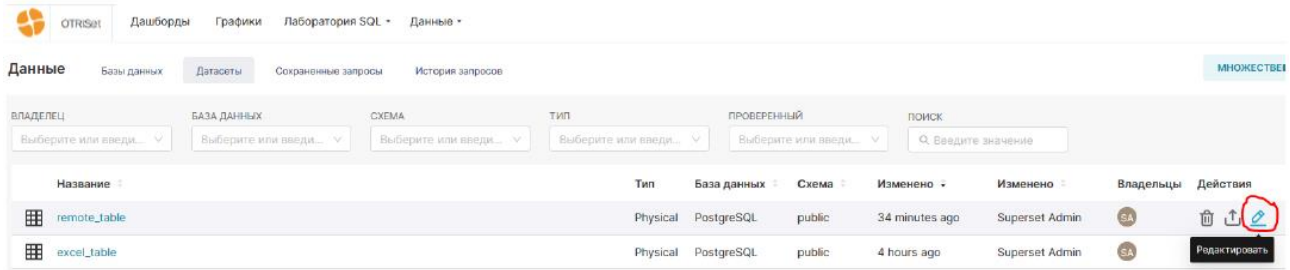 OTRISet Дашборды Графики Лаборатория SQL Данные
Данные Базы данных Датасеты Сохраненные запросы История запросов МНОЖЕСТВЕ
ВЛАДЕЛЕЦ БАЗА ДАННЫХ СХЕМА ТИП ПРОВЕРЕННЫЙ ПОИСК
Выберите или введи... Выберите или введи... Выберите или введи... Выберите или введи... Выберите или введи... Введите значение
Название Тип База данных Схема Изменено Изменено Владельцы Действия
remote_table Physical PostgreSQL public 34 minutes ago Superset Admin SA
excel_table Physical PostgreSQL public 4 hours ago Superset Admin SA Редактировать